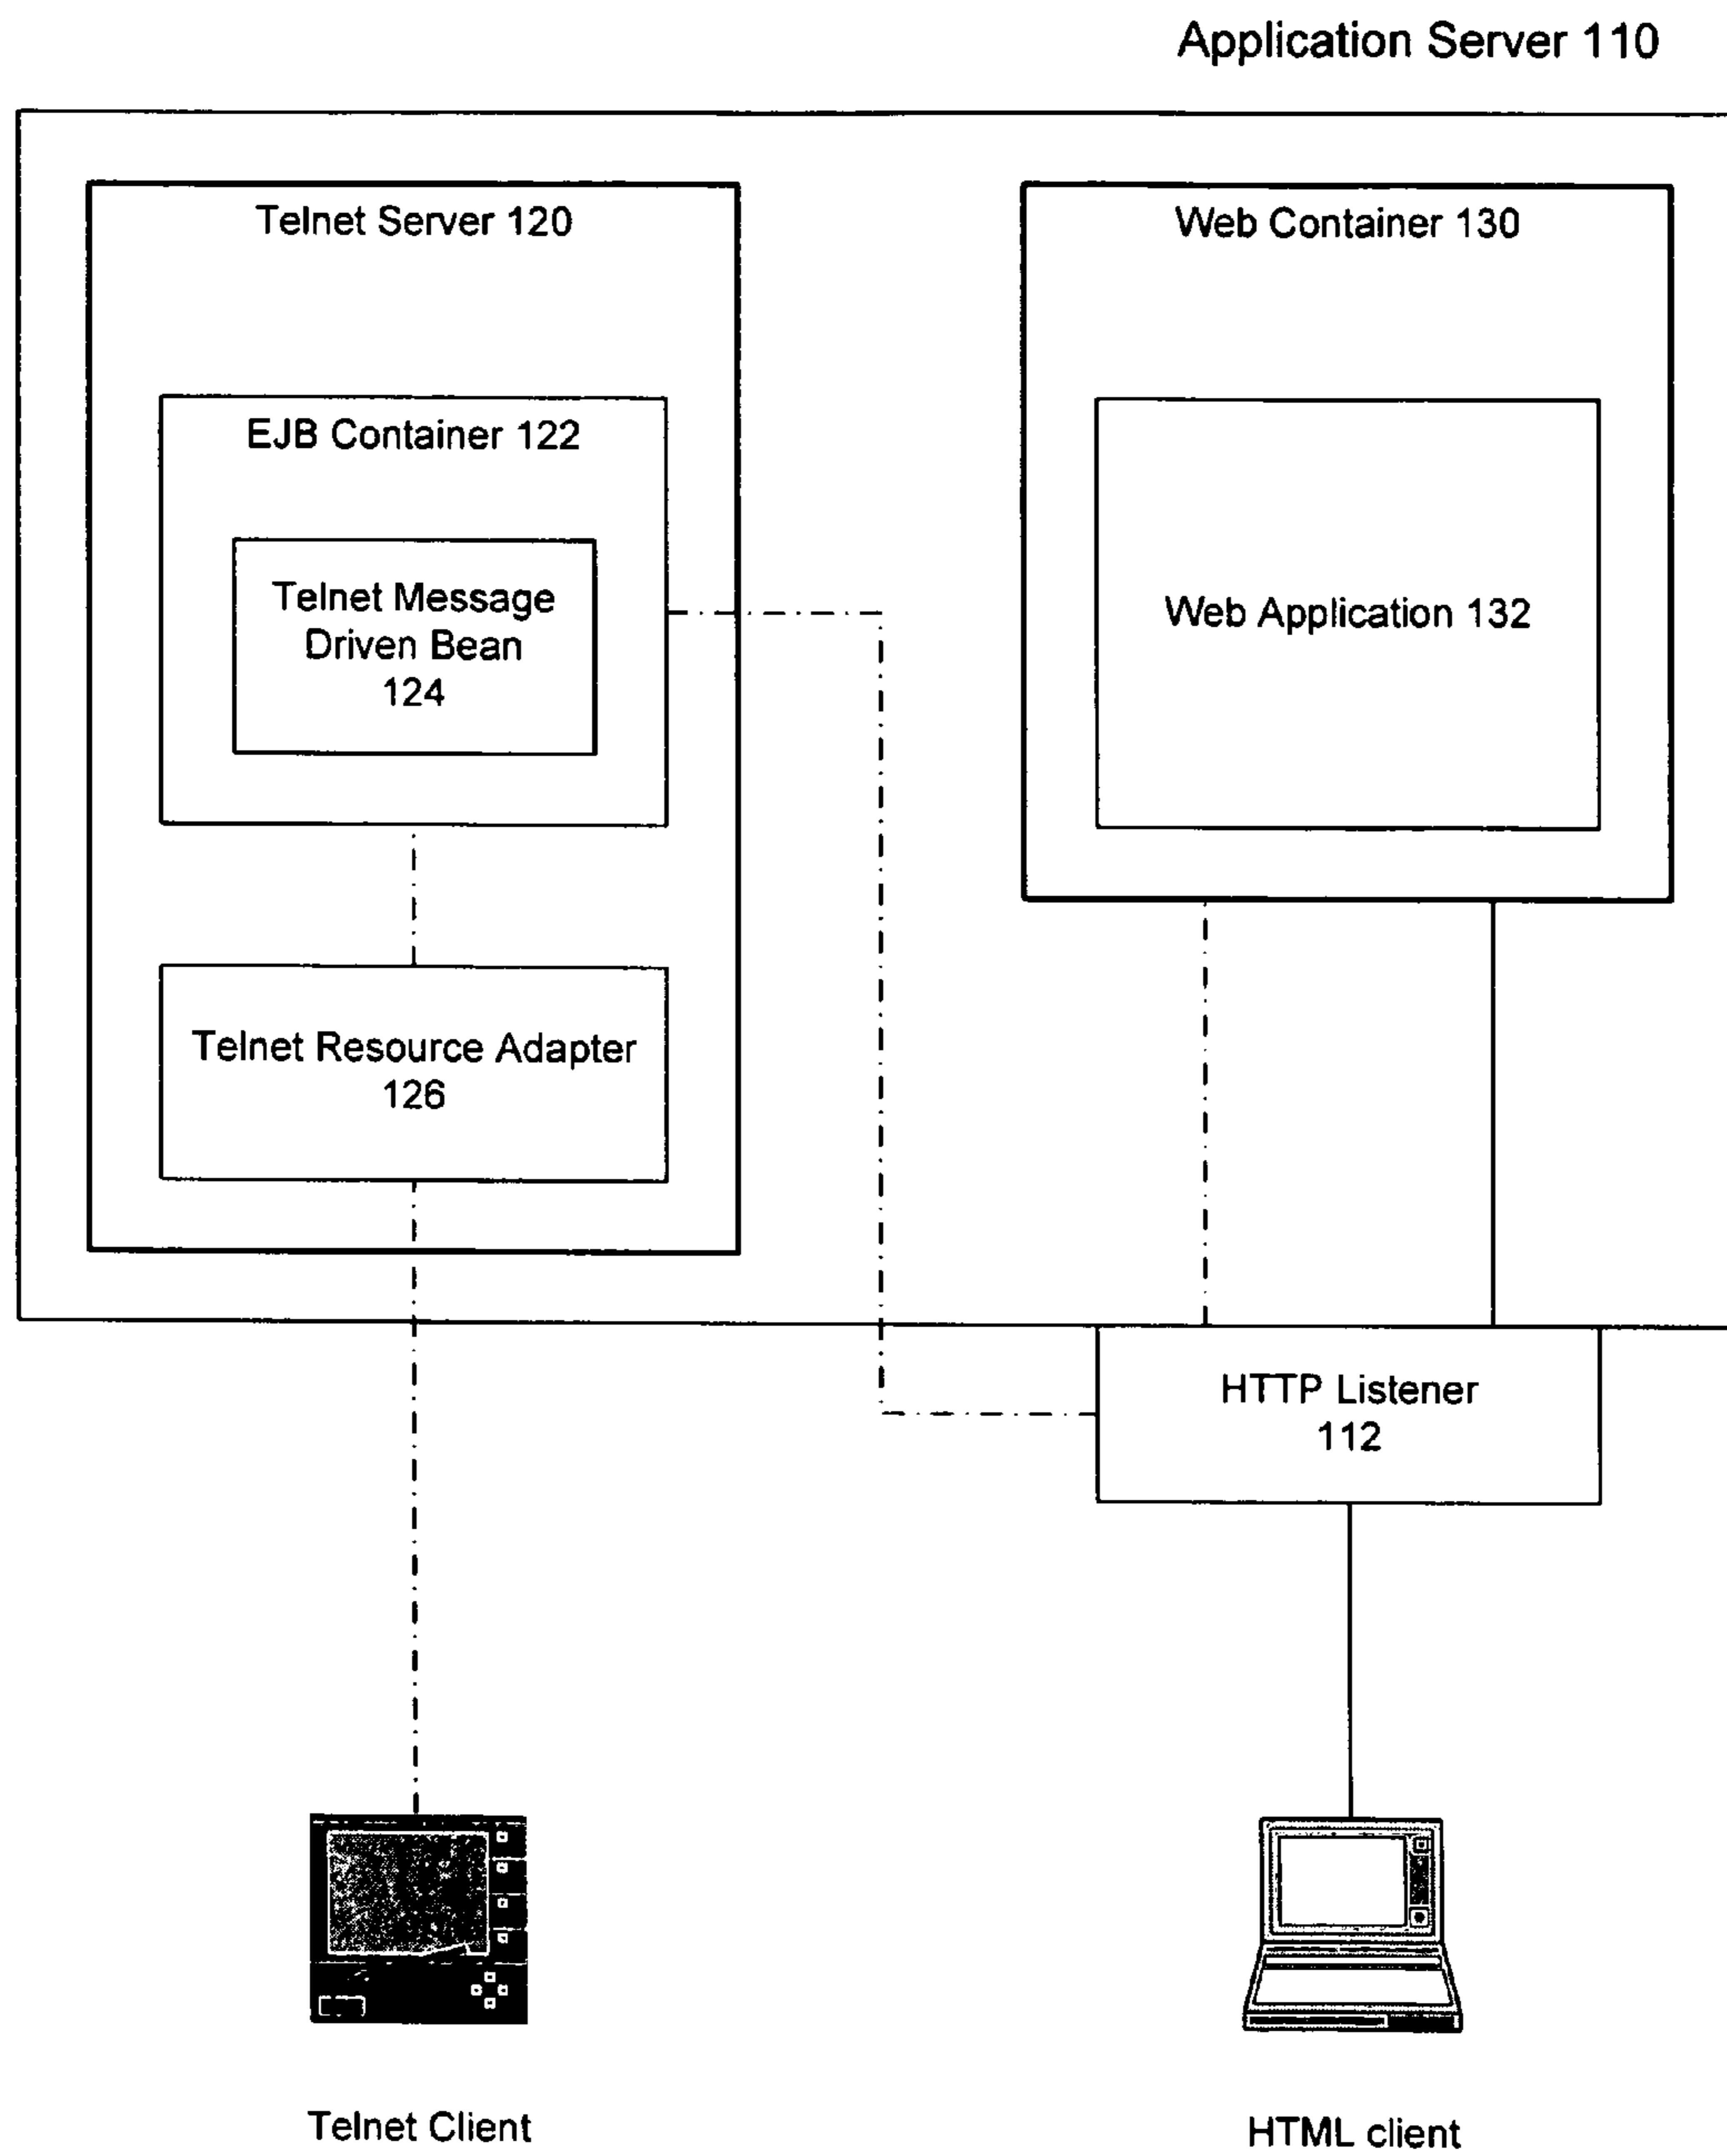 Application Server 110
Telnet Server 120
Web Container 130
EJB Container 122
Telnet Message
Driven Bean
124
Web Application 132
Telnet Resource Adapter
126
HTTP Listener
112
Telnet Client
HTML client